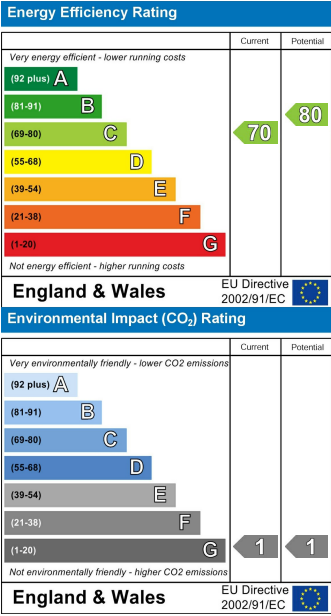 Energy Efficiency Rating
Current Potential
Very energy efficient - lower running costs
(92 plus) A
(81-91) B
(69-80) C
(55-68) D
(39-54) E
(21-38) F
(1-20) G
70
80
Not energy efficient - higher running costs
England & Wales
EU Directive
2002/91/EC
Environmental Impact (CO₂) Rating
Current Potential
Very environmentally friendly - lower CO2 emissions
(92 plus) A
(81-91) B
(69-80) C
(55-68) D
(39-54) E
(21-38) F
(1-20) G
1
1
Not environmentally friendly - higher CO2 emissions
England & Wales
EU Directive
2002/91/EC